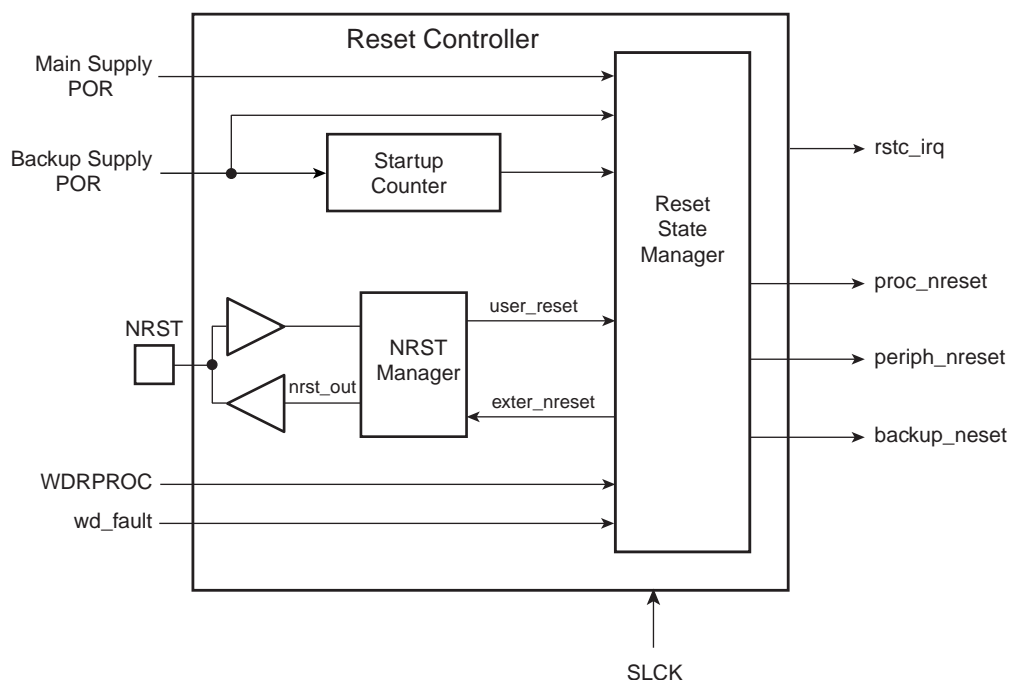 Reset Controller
Main Supply
POR
Backup Supply
POR
Startup
Counter
Reset
State
Manager
rstc_irq
proc_nreset
periph_nreset
backup_neset
NRST
NRST
Manager
user_reset
nrst_out
exter_nreset
WDRPROC
wd_fault
SLCK